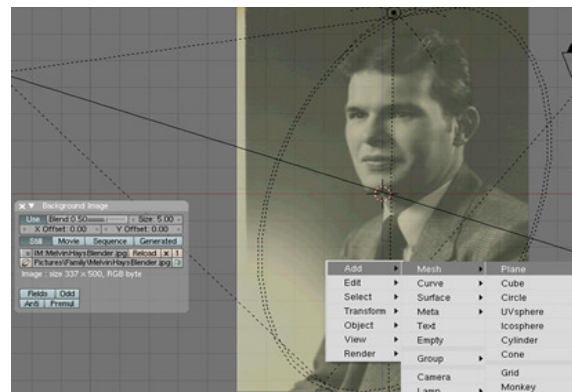 Background Image
Use Blend:0.50 Size: 5.00
X Offset: 0.00 Y Offset: 0.00
Still Movie Sequence Generated
IM:MelvinHaysBlender.jpg Reload X 1
Pictures\Family\MelvinHaysBlender.jpg 2
Image : size 337 x 500, RGB byte
Fields Odd
Anti Premul
Add Mesh Plane
Edit Curve Cube
Select Surface Circle
Transform Meta UVsphere
Object Text Icosphere
View Empty Cylinder
Render Group Cone
Camera Grid
Lamp Monkey